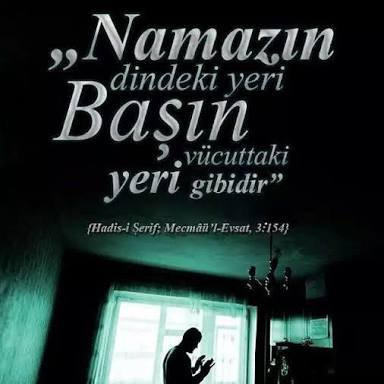 „Namazın
dindeki yeri
Başın
vücuttaki
yeri gibidir”
{Hadis-i Şerif; Mecmâü'l-Evsat, 3:154}